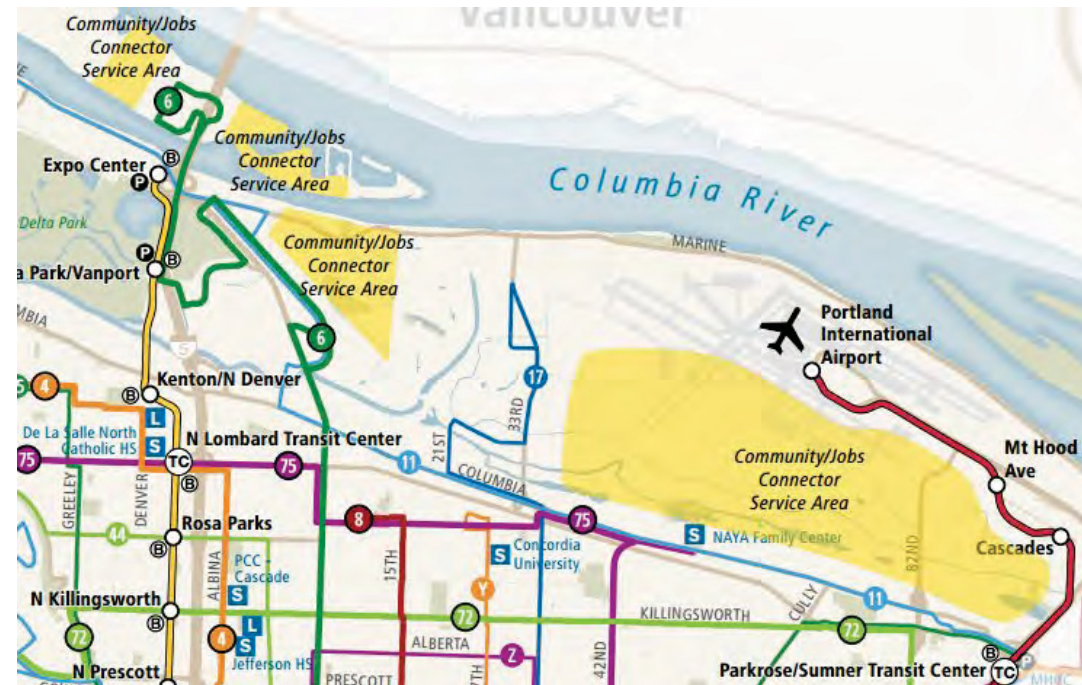 Vancouver
Community/Jobs
Connector
Service Area
6
Community/Jobs
Connector
Service Area
Expo Center
B
P
Columbia River
Delta Park
Community/Jobs
Connector
Service Area
MARINE
P
B
a Park/Vanport
Portland
International
Airport
6
5
MBIA
17
33RD
Kenton/N Denver
B
4
L
De La Salle North
Catholic HS
S
N Lombard Transit Center
TC
75
75
B
21ST
11
COLUMBIA
Community/Jobs
Connector
Service Area
Mt Hood
Ave
GREELEY
DENVER
8
75
Rosa Parks
B
44
ALBINA
PCC -
Cascade
S
15TH
S
Concordia
University
S
NAYA Family Center
82ND
Cascades
N Killingsworth
B
Y
72
KILLINGSWORTH
CULLY
11
72
72
4
L
S
Jefferson HS
ALBERTA
Z
42ND
N Prescott
PRESCOTT
7TH
B
P
Parkrose/Sumner Transit Center
TC